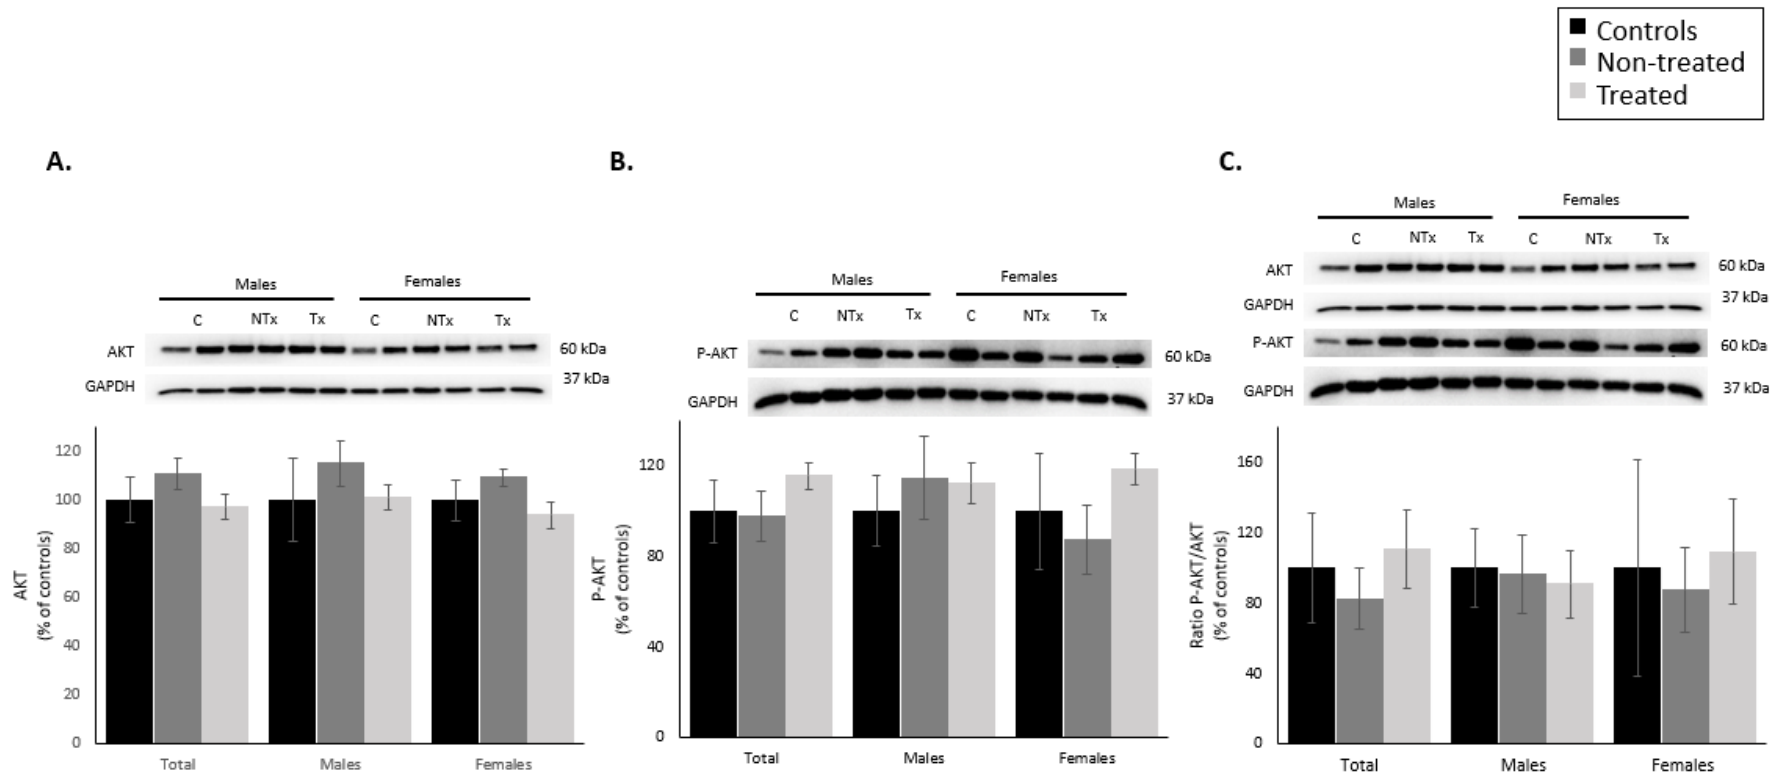 Controls
Non-treated
Treated
A.
B.
C.
Males Females
C NTx Tx C NTx Tx
AKT 60 kDa
GAPDH 37 kDa
120
100
80
60
40
20
0
AKT
(% of controls)
Total Males Females
Males Females
C NTx Tx C NTx Tx
P-AKT 60 kDa
GAPDH 37 kDa
120
80
40
0
P-AKT
(% of controls)
Total Males Females
Males Females
C NTx Tx C NTx Tx
AKT 60 kDa
GAPDH 37 kDa
P-AKT 60 kDa
GAPDH 37 kDa
160
120
80
40
0
Ratio P-AKT/AKT
(% of controls)
Total Males Females